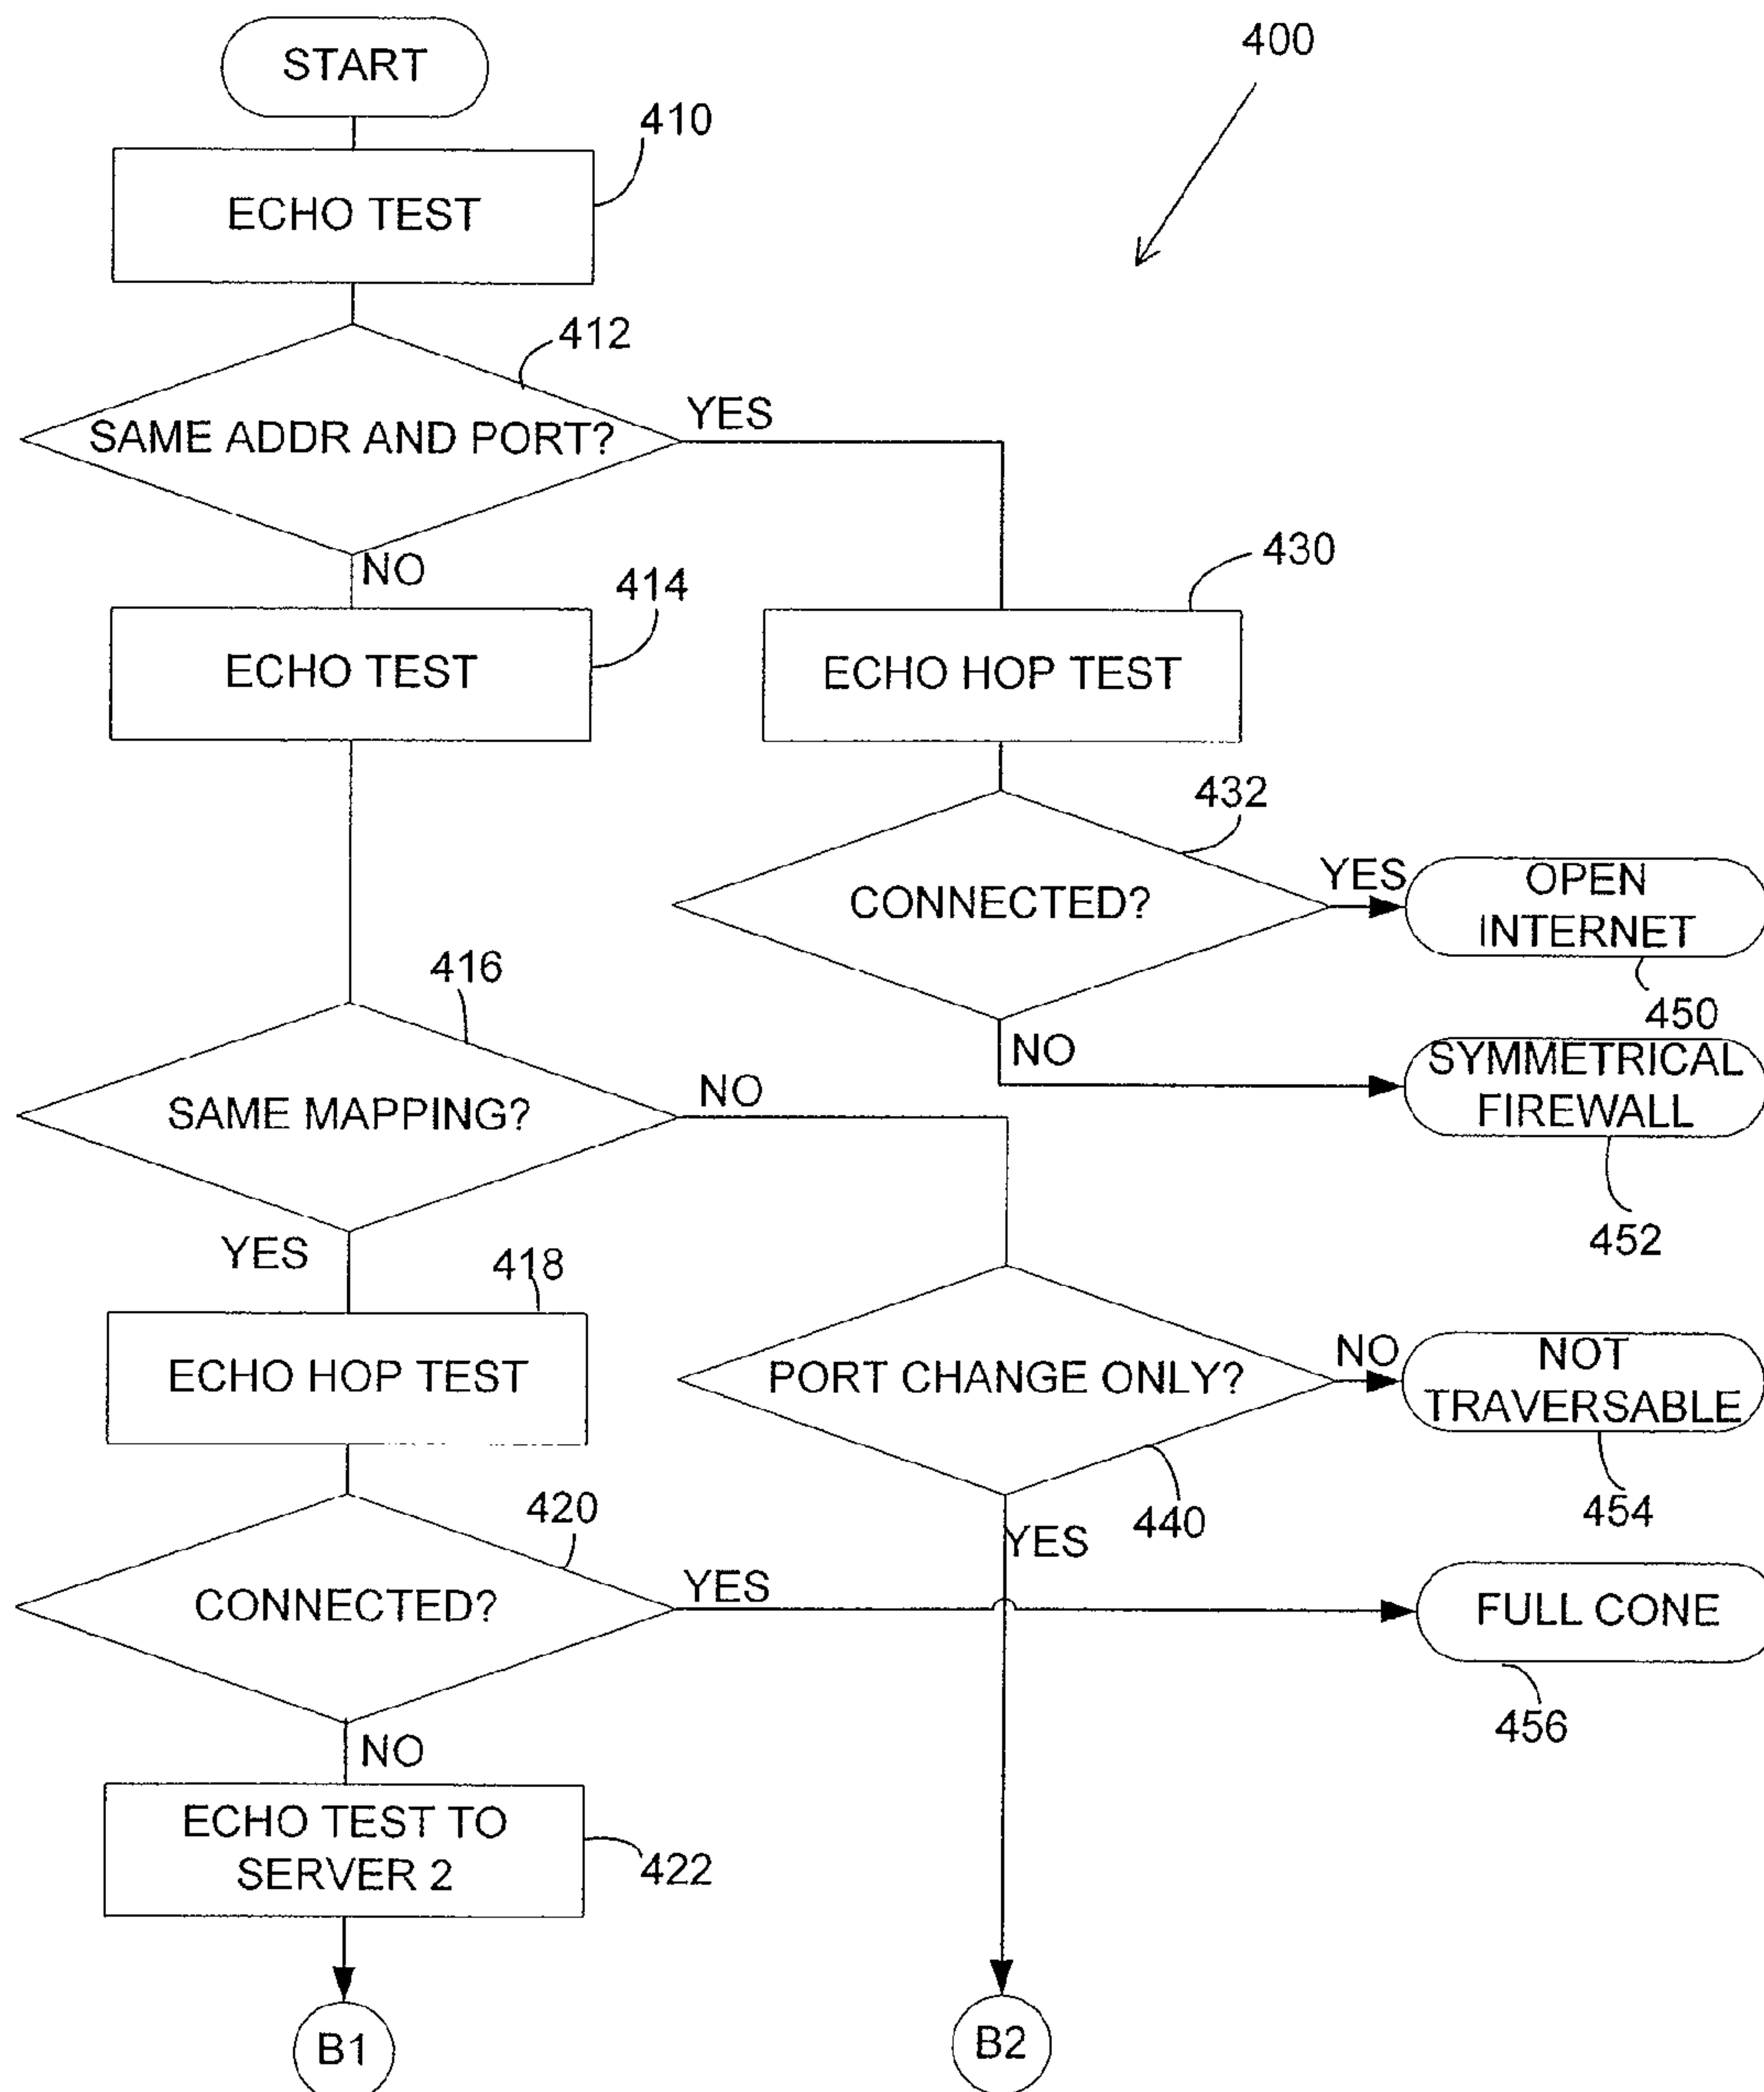 START
400
410
ECHO TEST
412
SAME ADDR AND PORT?
YES
NO
414
ECHO TEST
430
ECHO HOP TEST
432
CONNECTED?
YES
OPEN
INTERNET
450
NO
SYMMETRICAL
FIREWALL
452
416
SAME MAPPING?
NO
YES
418
ECHO HOP TEST
PORT CHANGE ONLY?
NO
NOT
TRAVERSABLE
454
440
YES
420
CONNECTED?
YES
FULL CONE
456
NO
ECHO TEST TO
SERVER 2
422
B1
B2